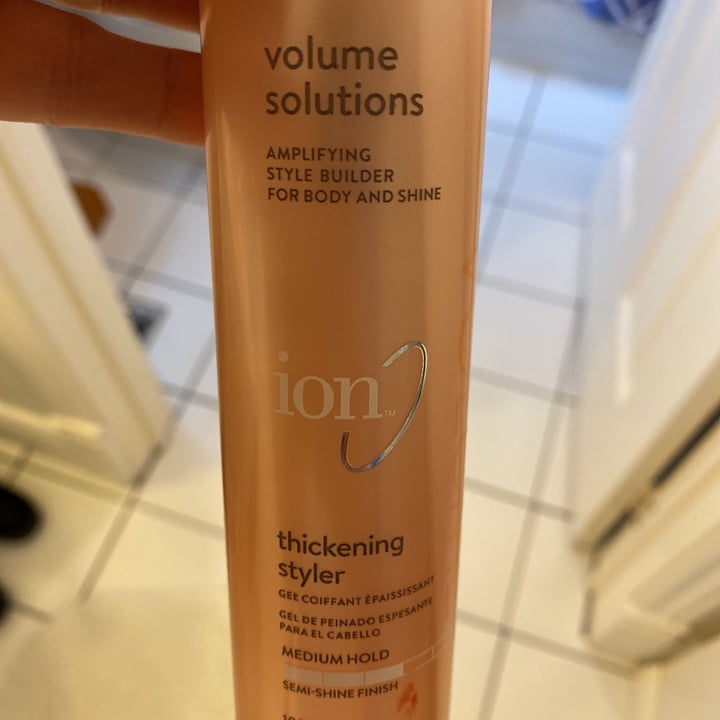 volume
solutions
AMPLIFYING
STYLE BUILDER
FOR BODY AND SHINE
ion™
thickening
styler
GEL COIFFANT ÉPAISSISSANT
GEL DE PEINADO ESPESANTE
PARA EL CABELLO
MEDIUM HOLD
SEMI-SHINE FINISH